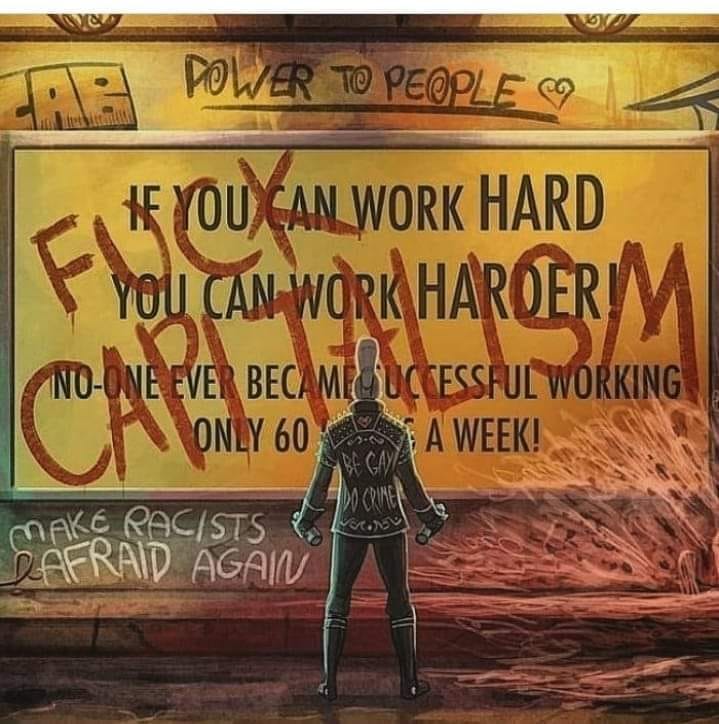 POWER TO PEOPLE
FUCK
CAPITALISM
IF YOU CAN WORK HARD
YOU CAN WORK HARDER!
NO-ONE EVER BECAME SUCCESSFUL WORKING
ONLY 60 A WEEK!
BE GAY
DO CRIME
MAKE RACISTS
AFRAID AGAIN